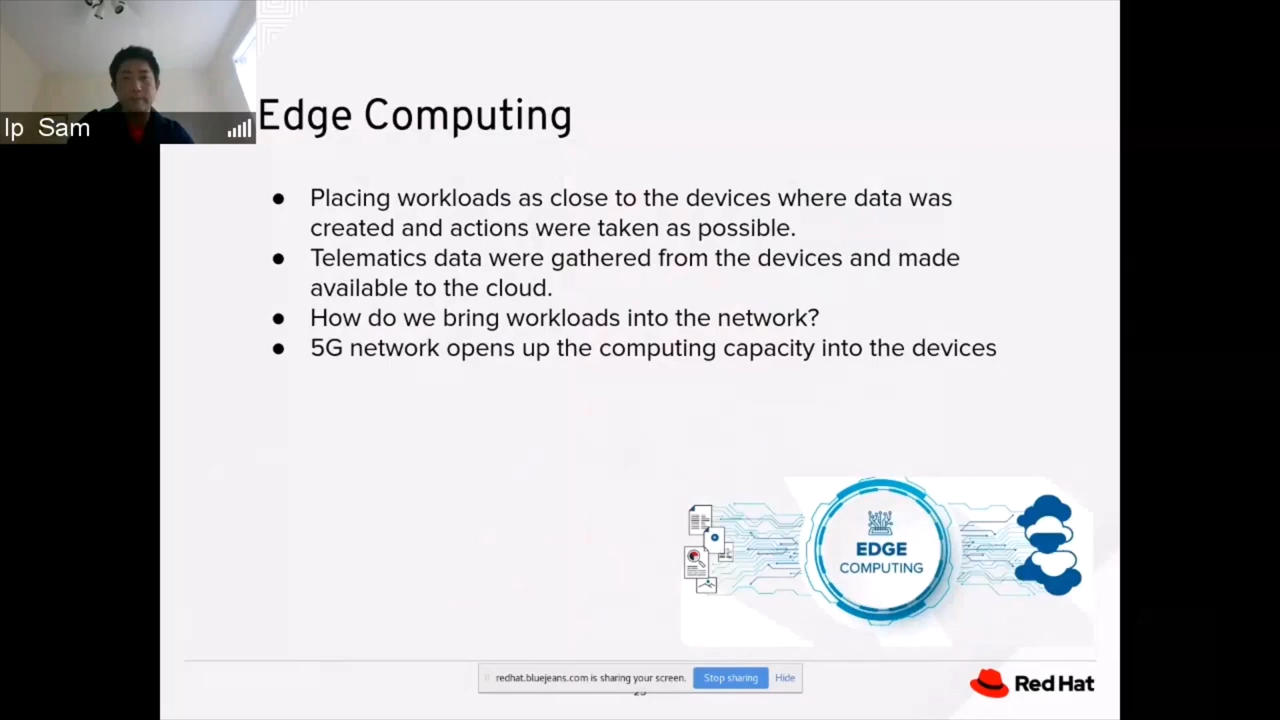 Ip Sam
Edge Computing
● Placing workloads as close to the devices where data was
created and actions were taken as possible.
● Telematics data were gathered from the devices and made
available to the cloud.
● How do we bring workloads into the network?
● 5G network opens up the computing capacity into the devices
EDGE
COMPUTING
redhat.bluejeans.com is sharing your screen. Stop sharing Hide
Red Hat